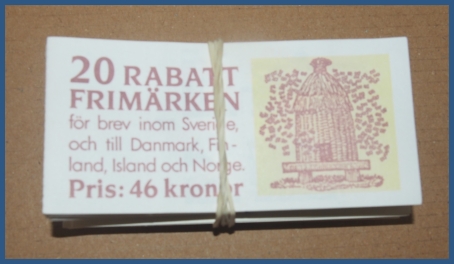 20 RABATT
FRIMÄRKEN
för brev inom Sverige,
och till Danmark, Fin-
land, Island och Norge.
Pris: 46 kronor